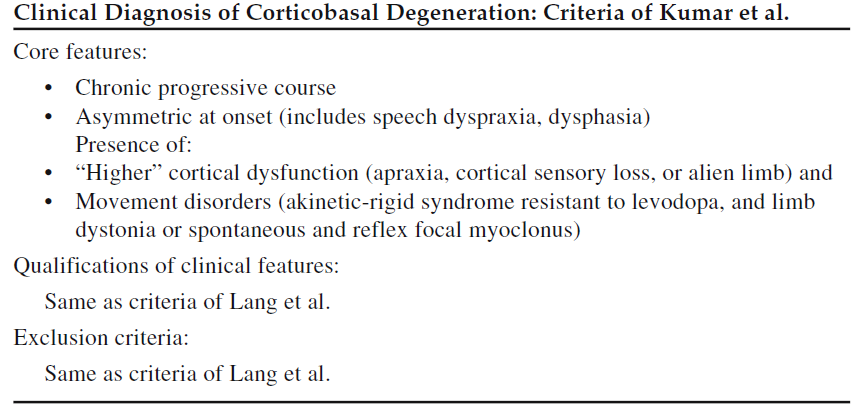 Clinical Diagnosis of Corticobasal Degeneration: Criteria of Kumar et al.
Core features:
• Chronic progressive course
• Asymmetric at onset (includes speech dyspraxia, dysphasia)
Presence of:
• “Higher” cortical dysfunction (apraxia, cortical sensory loss, or alien limb) and
• Movement disorders (akinetic-rigid syndrome resistant to levodopa, and limb
dystonia or spontaneous and reflex focal myoclonus)
Qualifications of clinical features:
Same as criteria of Lang et al.
Exclusion criteria:
Same as criteria of Lang et al.